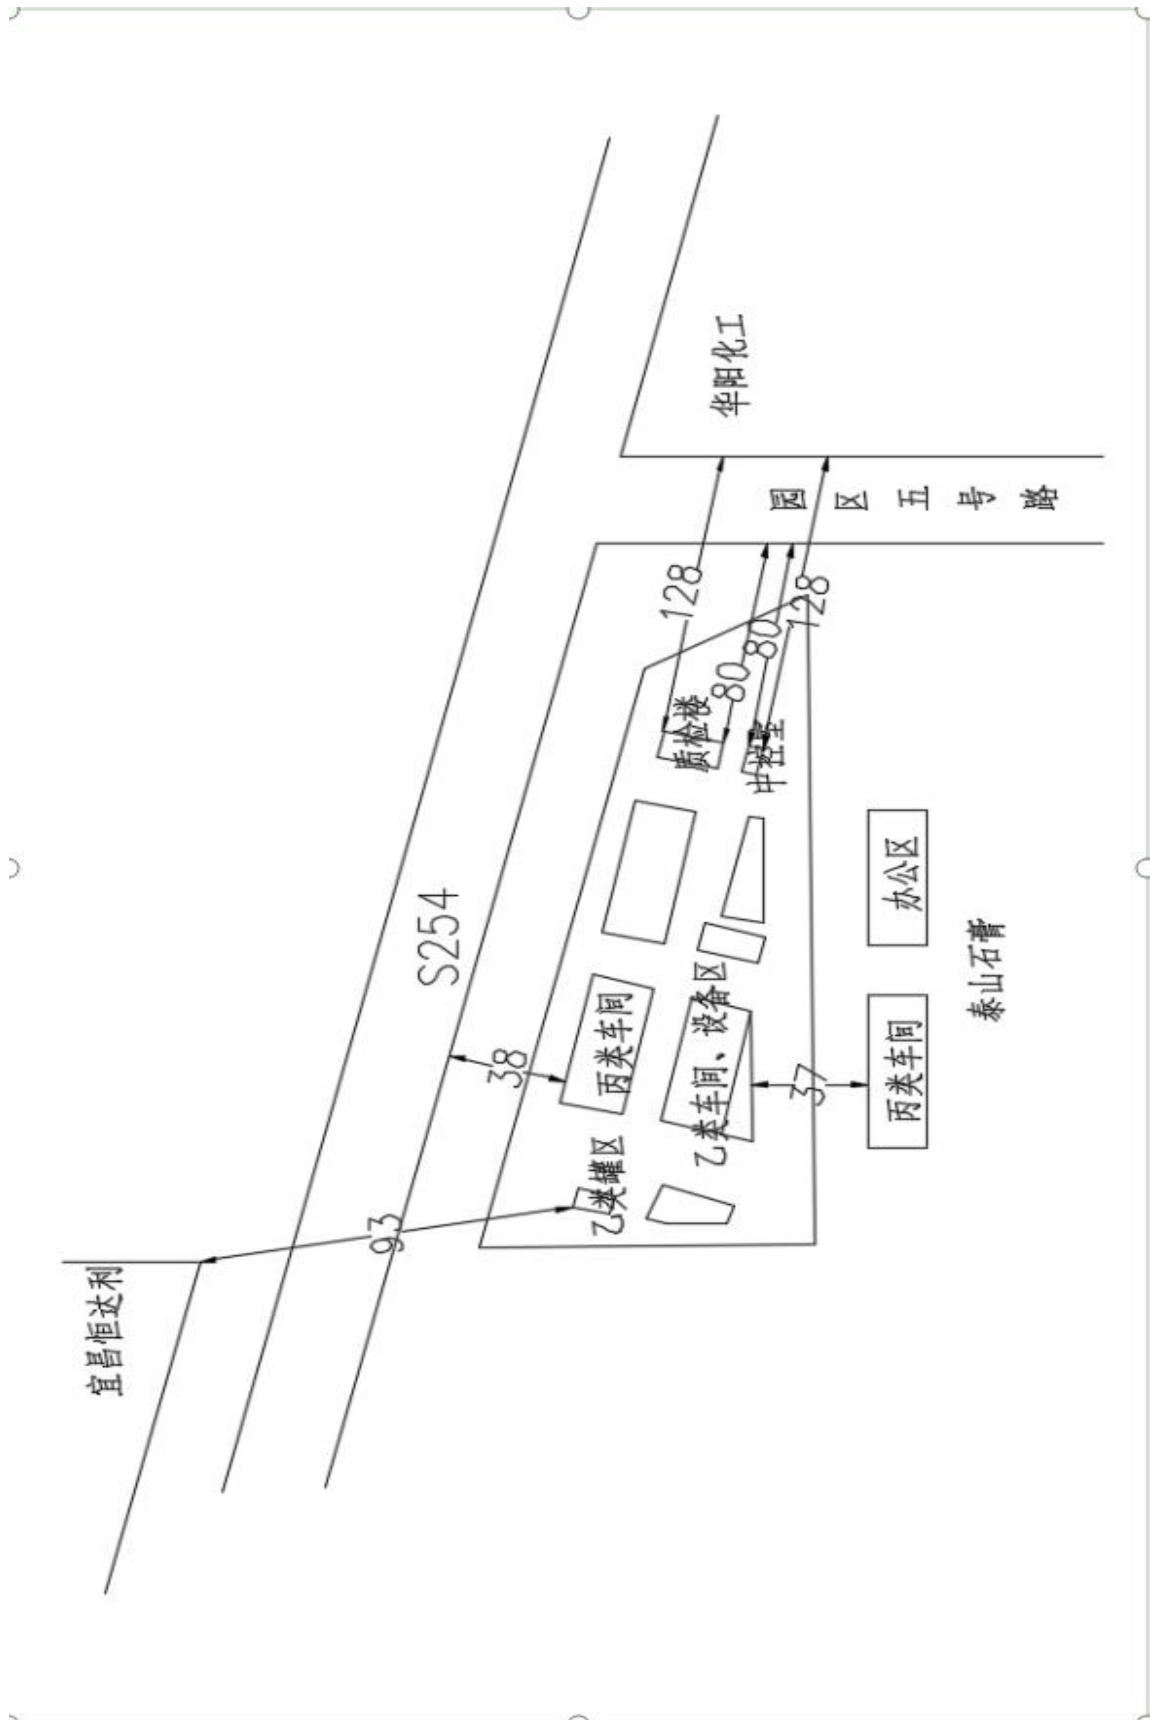 华阳化工
园区五号路
128
128
80
80
质检楼
中控室
S254
办公区
泰山石膏
38
丙类车间
乙类车间、设备区
37
丙类车间
乙类罐区
93
宜昌恒达利